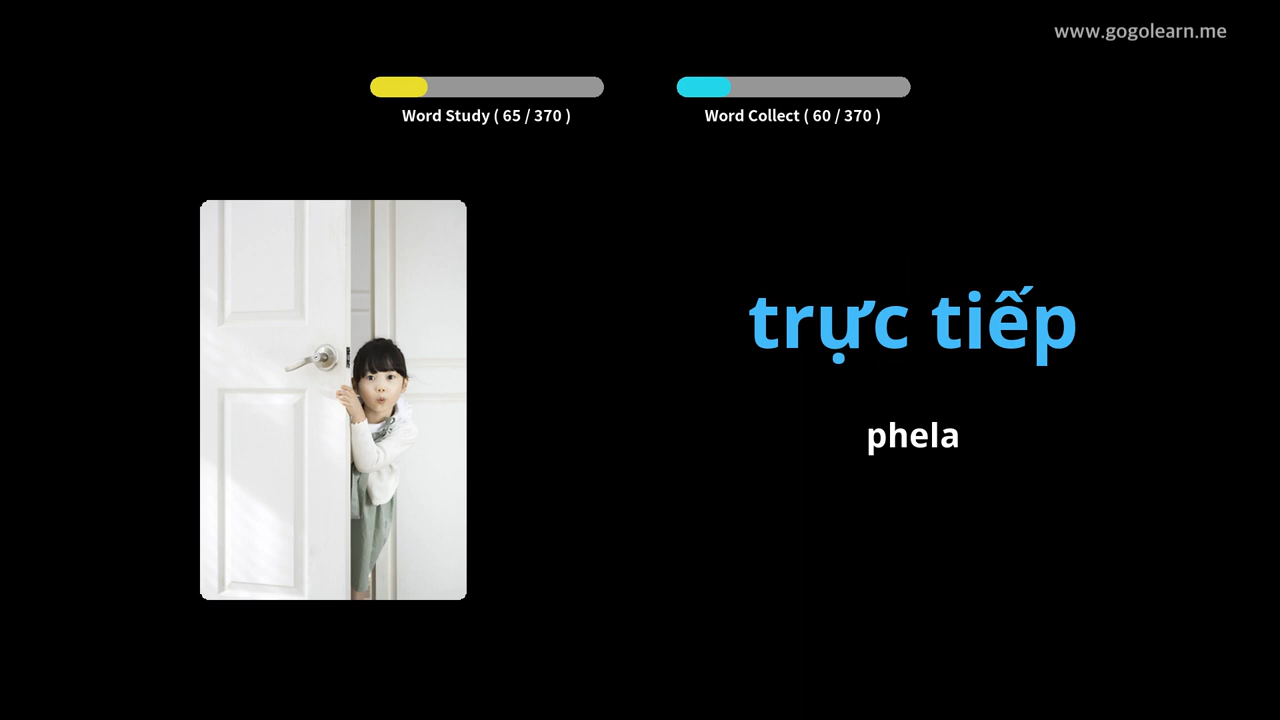 www.gogolearn.me
Word Study ( 65 / 370 )
Word Collect ( 60 / 370 )
trực tiếp
phela